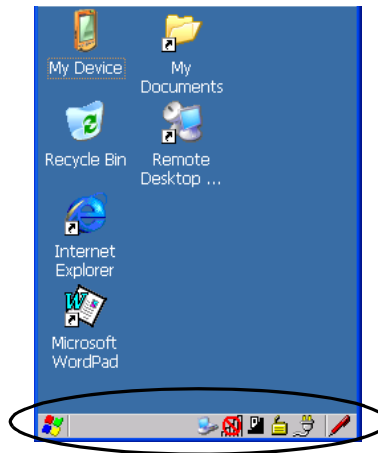 My Device
My
Documents
Recycle Bin
Remote
Desktop ...
Internet
Explorer
Microsoft
WordPad